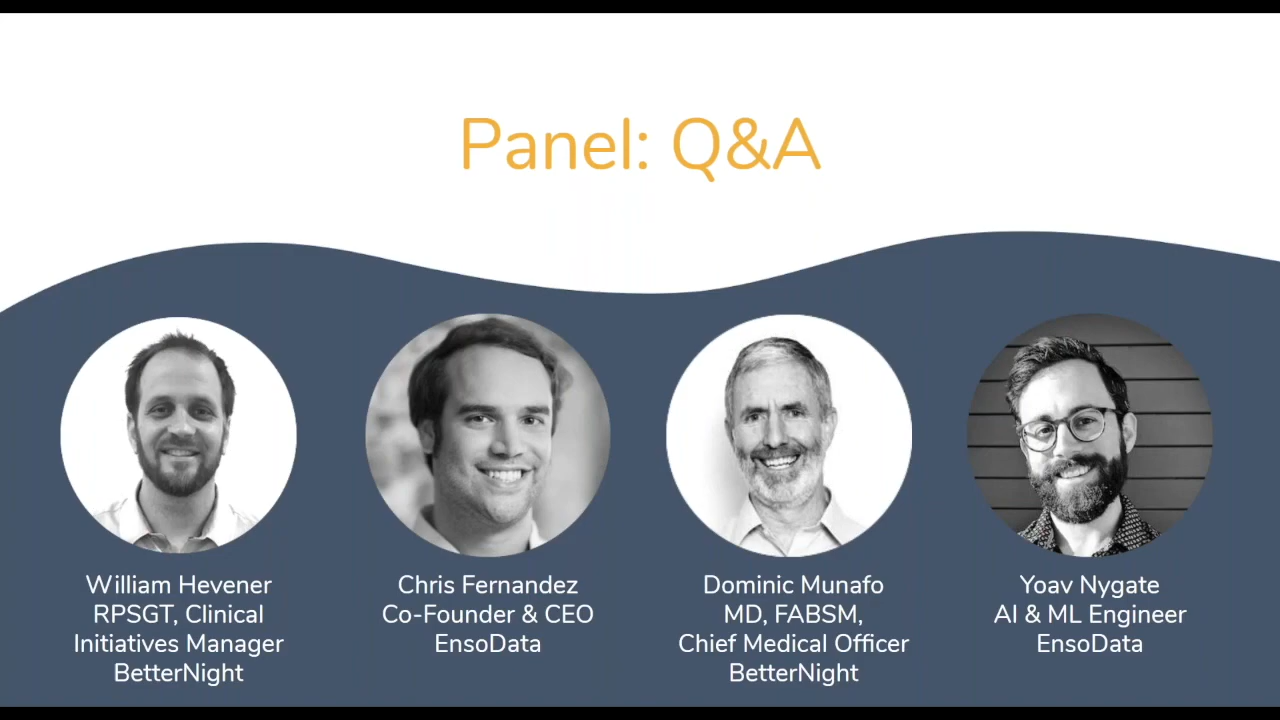 Panel: Q&A
William Hevener
RPSGT, Clinical
Initiatives Manager
BetterNight
Chris Fernandez
Co-Founder & CEO
EnsoData
Dominic Munafo
MD, FABSM,
Chief Medical Officer
BetterNight
Yoav Nygate
AI & ML Engineer
EnsoData